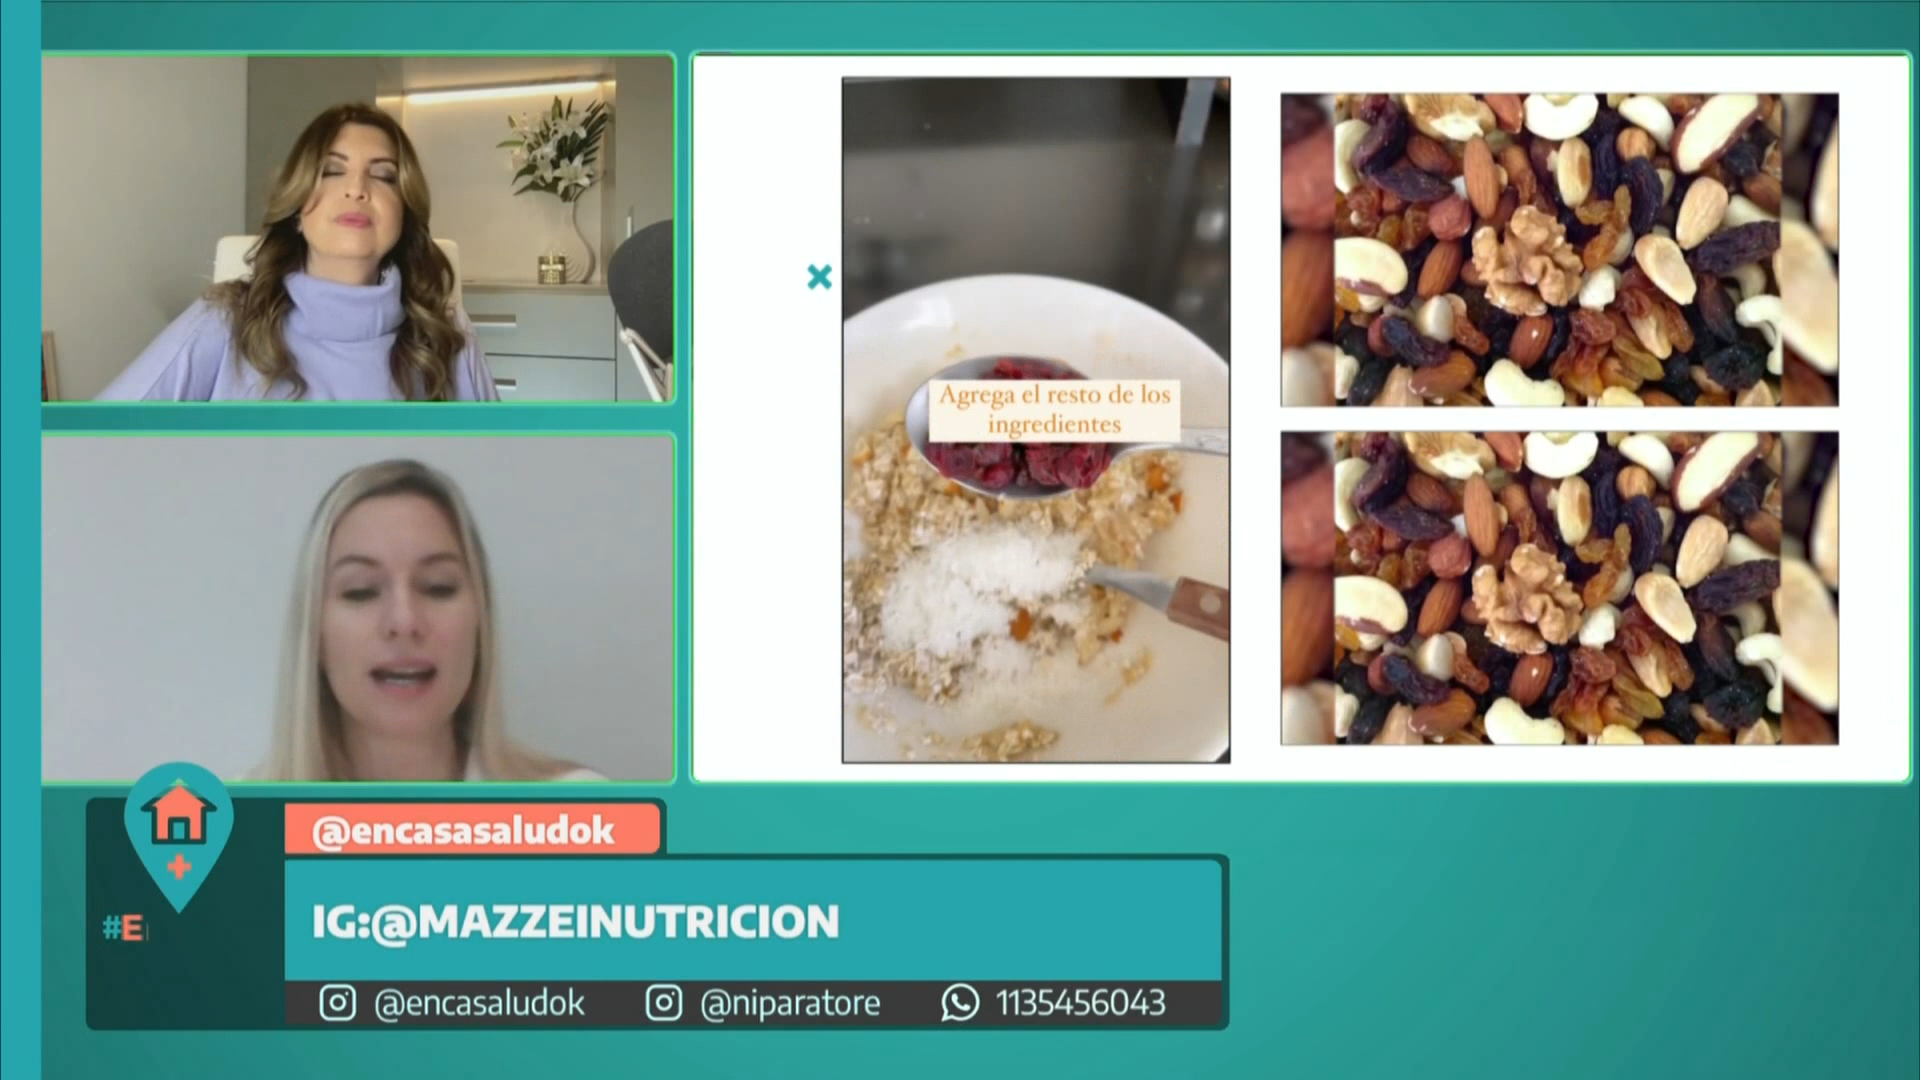 Agrega el resto de los
ingredientes
@encasasaludok
IG:@MAZZEINUTRICION
#E
@encasaludok @niparatore 1135456043